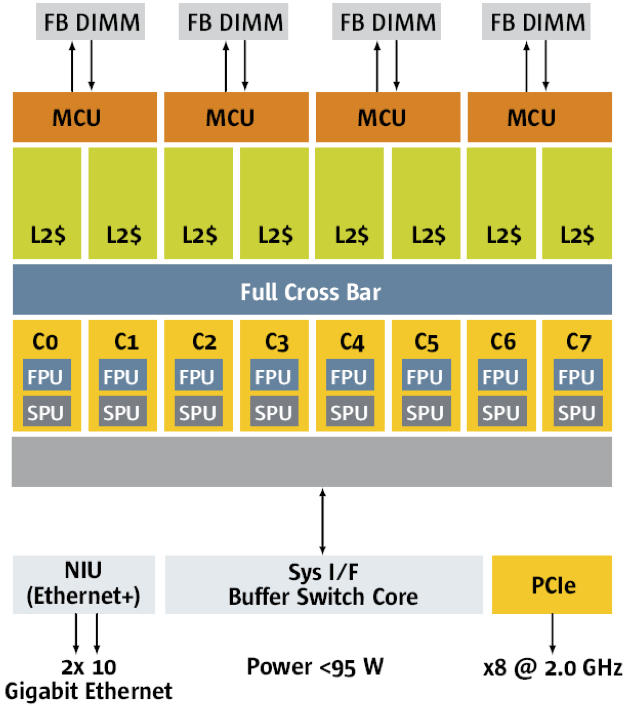 FB DIMM FB DIMM FB DIMM FB DIMM
MCU MCU MCU MCU
L2$ L2$ L2$ L2$ L2$ L2$ L2$ L2$
Full Cross Bar
C0 C1 C2 C3 C4 C5 C6 C7
FPU FPU FPU FPU FPU FPU FPU FPU
SPU SPU SPU SPU SPU SPU SPU SPU
NIU
(Ethernet+)
Sys I/F
Buffer Switch Core
PCIe
2x 10
Gigabit Ethernet
Power <95 W
x8 @ 2.0 GHz